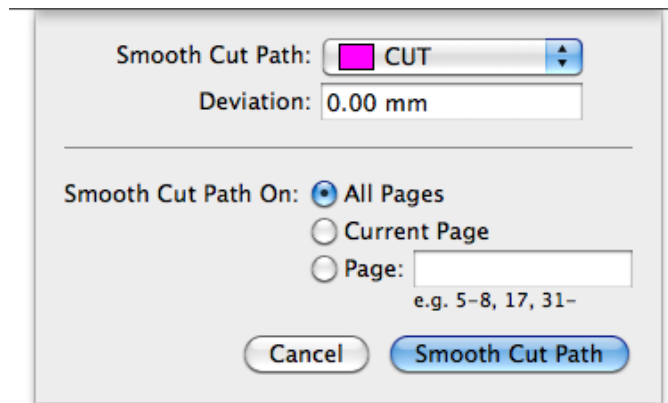 Smooth Cut Path: CUT
Deviation: 0.00 mm
Smooth Cut Path On: All Pages
Current Page
Page:
e.g. 5-8, 17, 31-
Cancel Smooth Cut Path